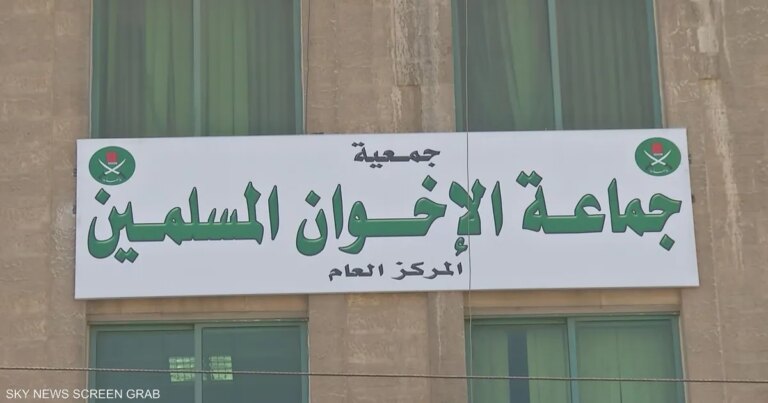 جمعية
جماعة الإخوان المسلمين
المركز العام
SKY NEWS SCREEN GRAB